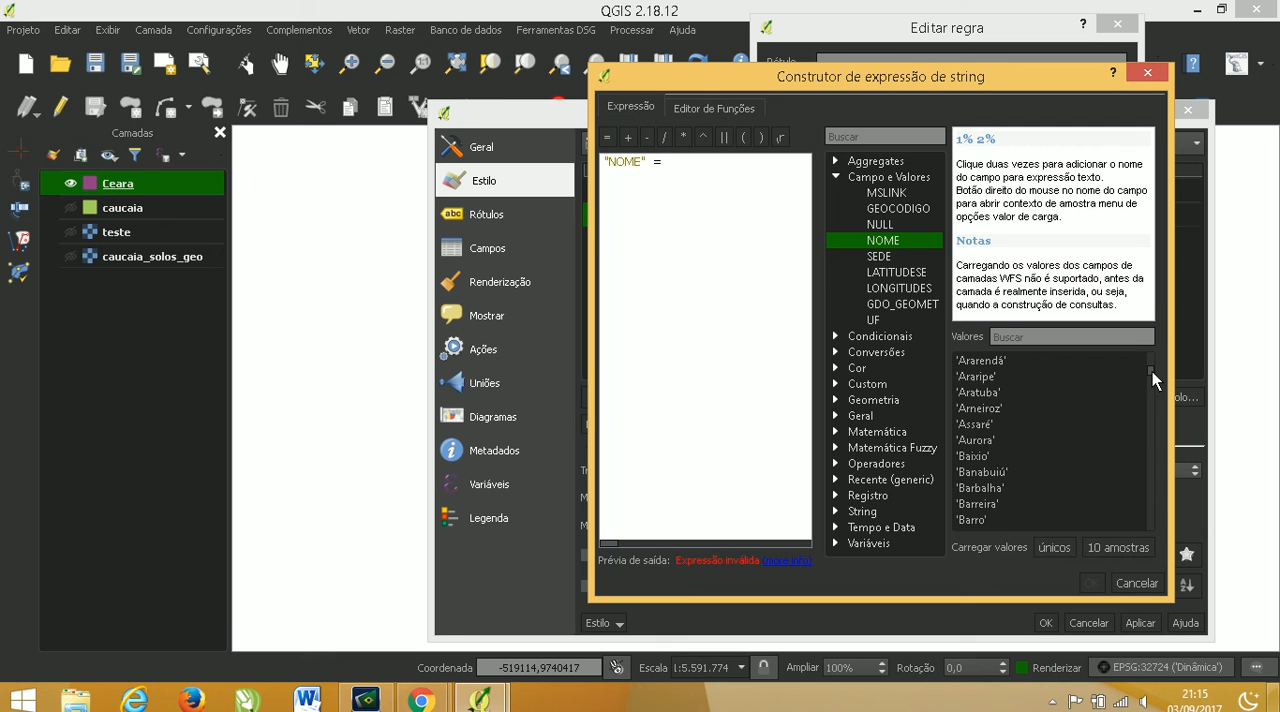 QGIS 2.18.12
Projeto Editar Exibir Camada Configurações Complementos Vetor Raster Banco de dados Ferramentas DSG Processar Ajuda
Editar regra
?
Camadas
Ceara
caucaia
teste
caucaia_solos_geo
Geral
Estilo
abc Rótulos
Campos
Renderização
Mostrar
Ações
Uniões
Diagramas
Metadados
Variáveis
Legenda
Construtor de expressão de string
?
Expressão
Editor de Funções
= + - / * ^ || ( )
"NOME" =
Prévia de saída: Expressão inválida (more info)
Buscar
Aggregates
Campo e Valores
MSLINK
GEOCODIGO
NULL
NOME
SEDE
LATITUDESE
LONGITUDES
GDO_GEOMET
UF
Condicionais
Conversões
Cor
Custom
Geometria
Geral
Matemática
Matemática Fuzzy
Operadores
Recente (generic)
Registro
String
Tempo e Data
Variáveis
1% 2%
Clique duas vezes para adicionar o nome
do campo para expressão texto.
Botão direito do mouse no nome do campo
para abrir contexto de amostra menu de
opções valor de carga.
Notas
Carregando os valores dos campos de
camadas WFS não é suportado, antes da
camada é realmente inserida, ou seja,
quando a construção de consultas.
Valores Buscar
'Ararendá'
'Araripe'
'Aratuba'
'Arneiroz'
'Assaré'
'Aurora'
'Baixio'
'Banabuiú'
'Barbalha'
'Barreira'
'Barro'
Carregar valores únicos 10 amostras
Cancelar
Estilo OK Cancelar Aplicar Ajuda
Coordenada -519114,9740417 Escala 1:5.591.774 Ampliar 100% Rotação 0,0 Renderizar EPSG:32724 ('Dinâmica')
21:15
03/09/2017